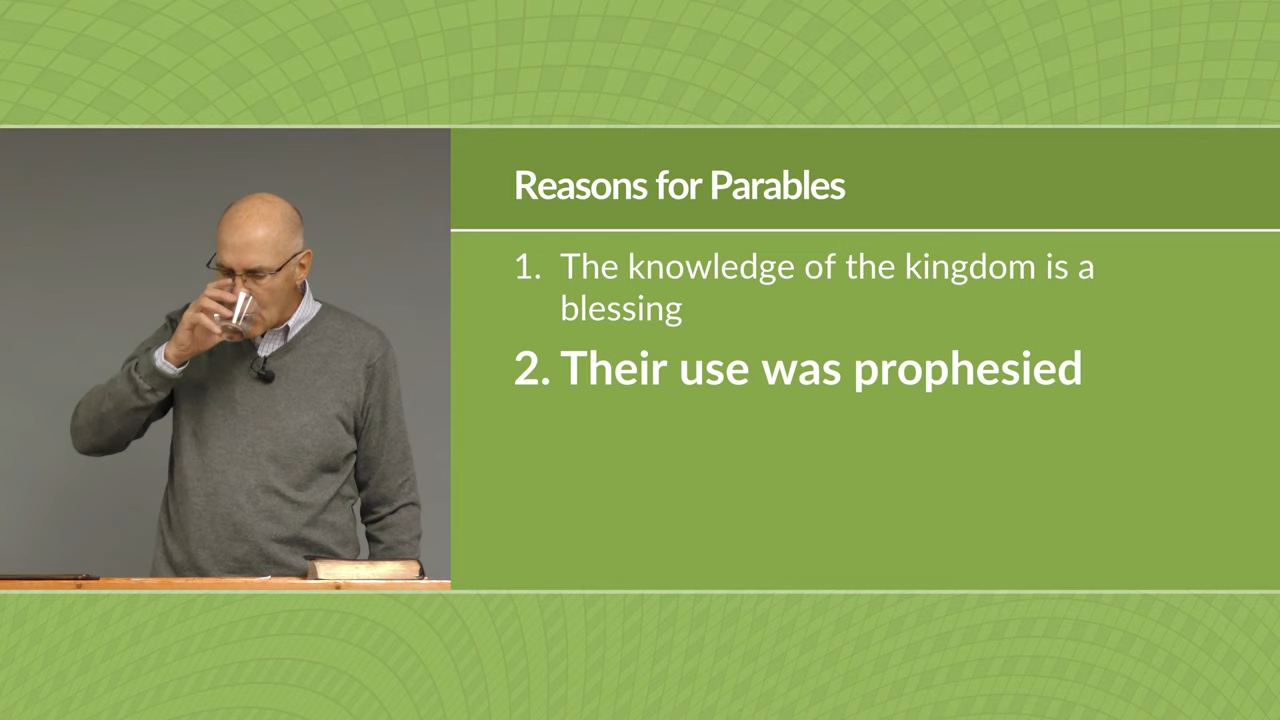 Reasons for Parables
1. The knowledge of the kingdom is a
blessing
2. Their use was prophesied